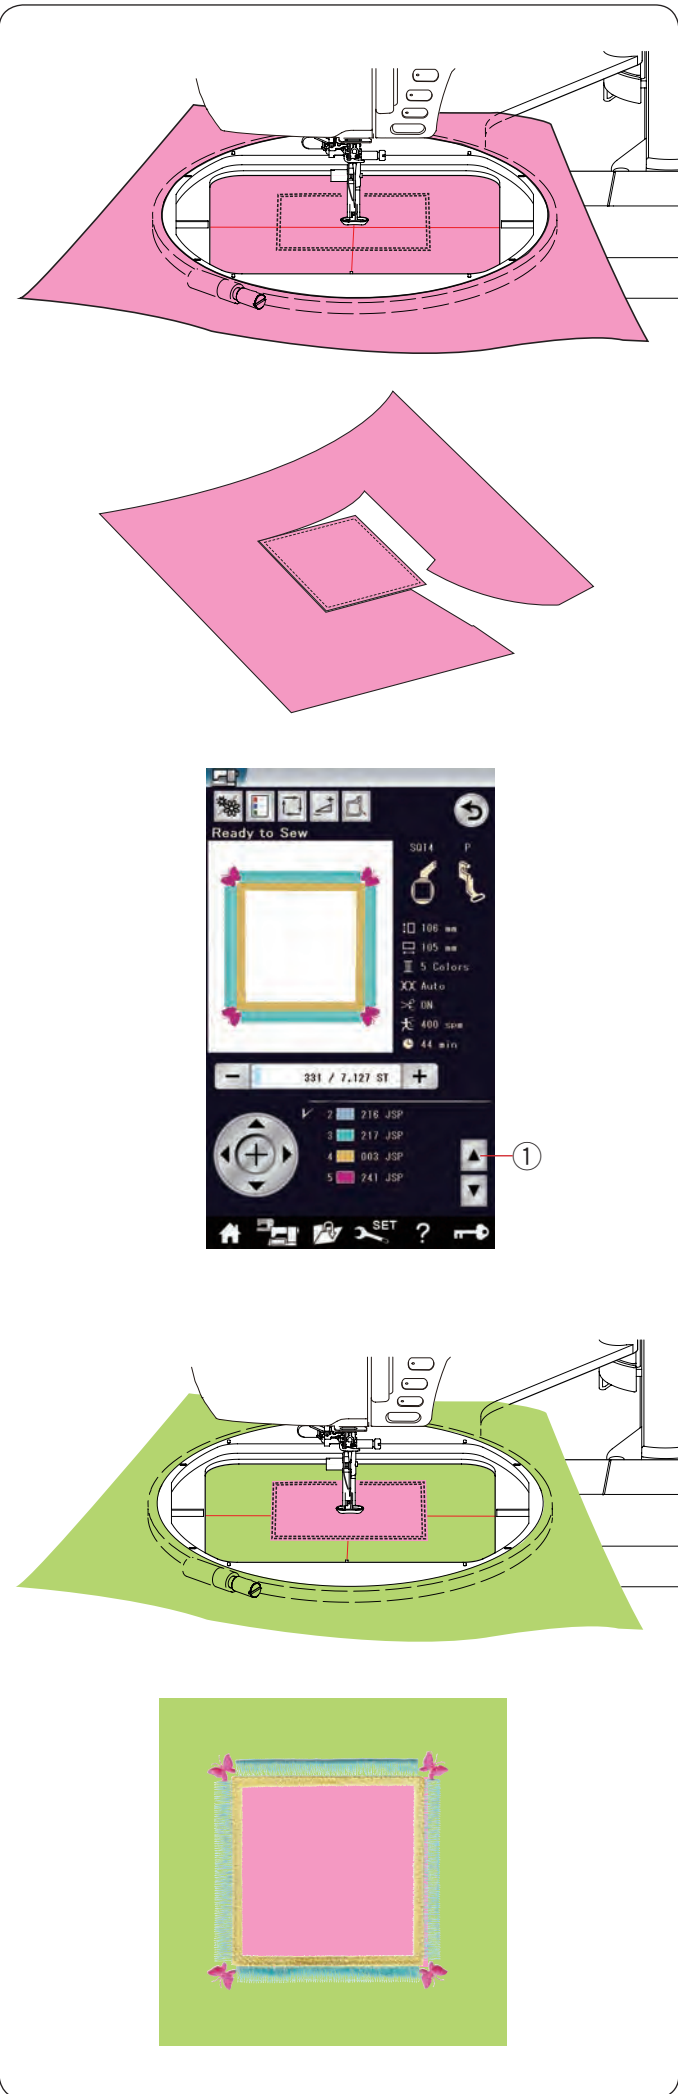 Ready to Sew
SQ14 P
106 mm
105 mm
5 Colors
Auto
ON
400 spm
44 min
− 331 / 7,127 ST +
2 216 JSP
3 217 JSP
4 003 JSP
5 241 JSP
①
SET
?